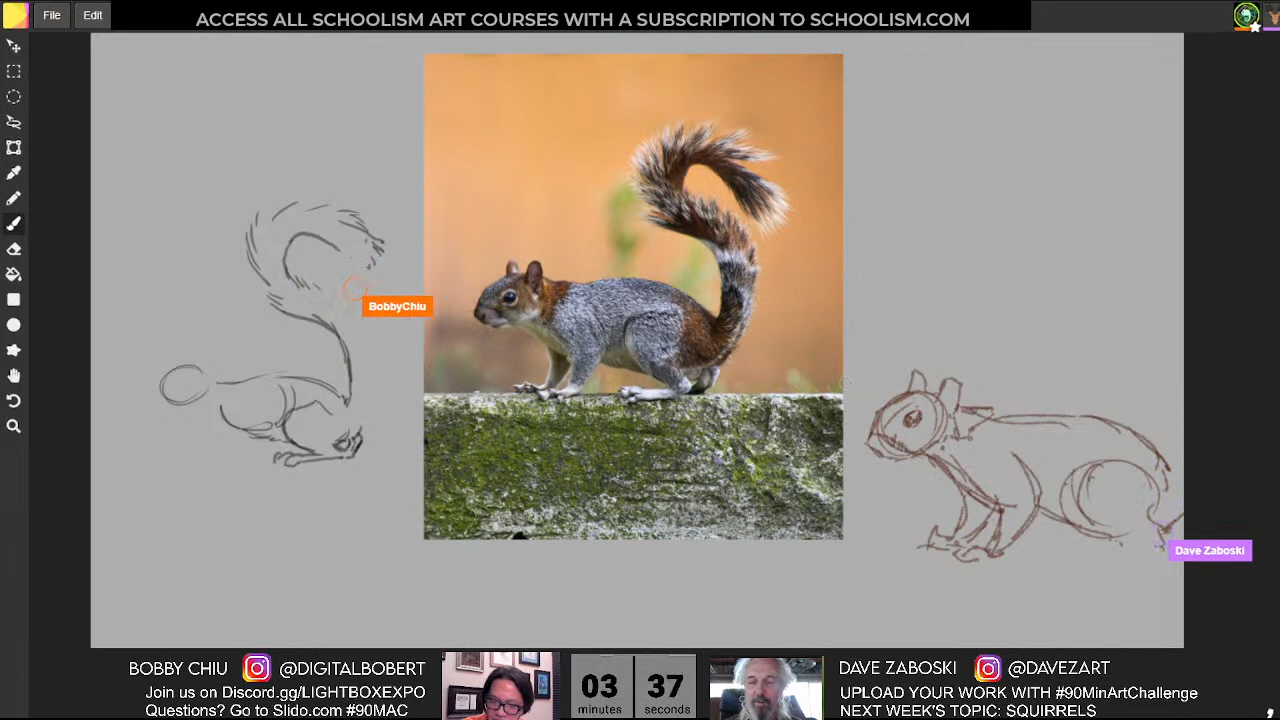 ACCESS ALL SCHOOLISM ART COURSES WITH A SUBSCRIPTION TO SCHOOLISM.COM
File Edit
BobbyChiu
Dave Zaboski
BOBBY CHIU @DIGITALBOBERT
Join us on Discord.gg/LIGHTBOXEXPO
Questions? Go to Slido.com #90MAC
03 37
minutes seconds
DAVE ZABOSKI @DAVEZART
UPLOAD YOUR WORK WITH #90MinArtChallenge
NEXT WEEK'S TOPIC: SQUIRRELS